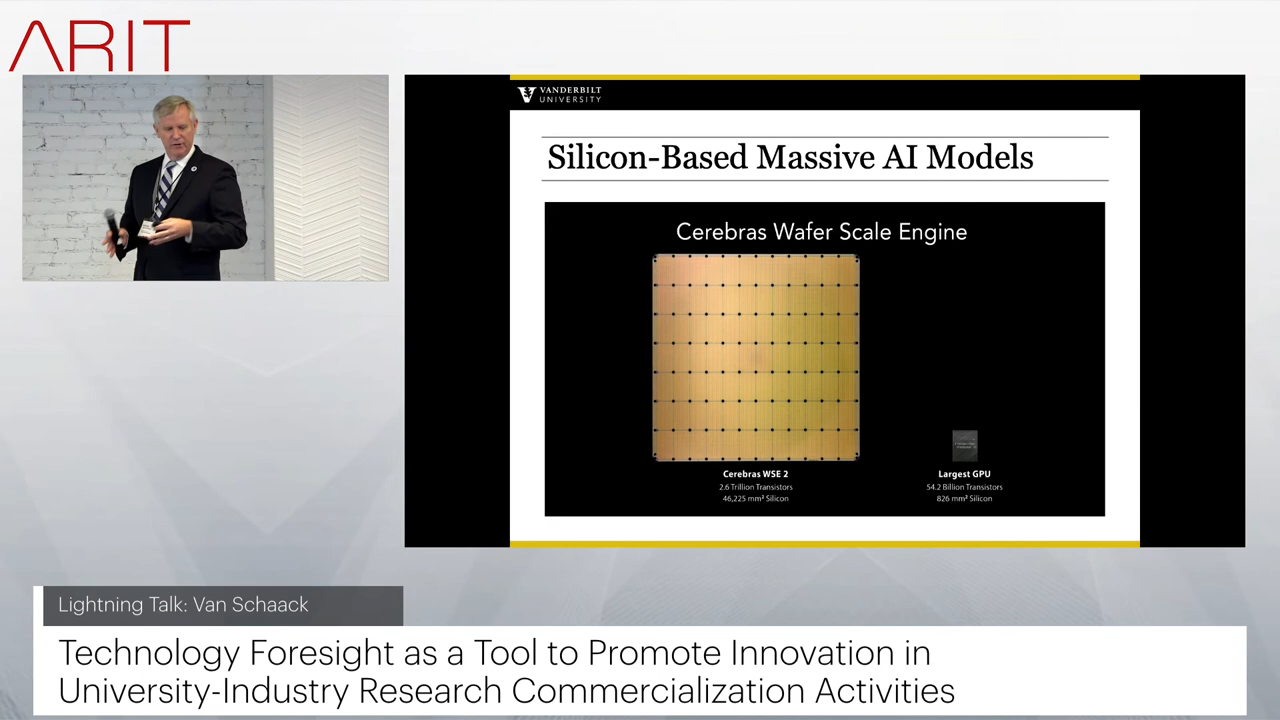 ARIT
VANDERBILT
UNIVERSITY
Silicon-Based Massive AI Models
Cerebras Wafer Scale Engine
Cerebras WSE 2
2.6 Trillion Transistors
46,225 mm² Silicon
Largest GPU
54.2 Billion Transistors
826 mm² Silicon
Lightning Talk: Van Schaack
Technology Foresight as a Tool to Promote Innovation in
University-Industry Research Commercialization Activities